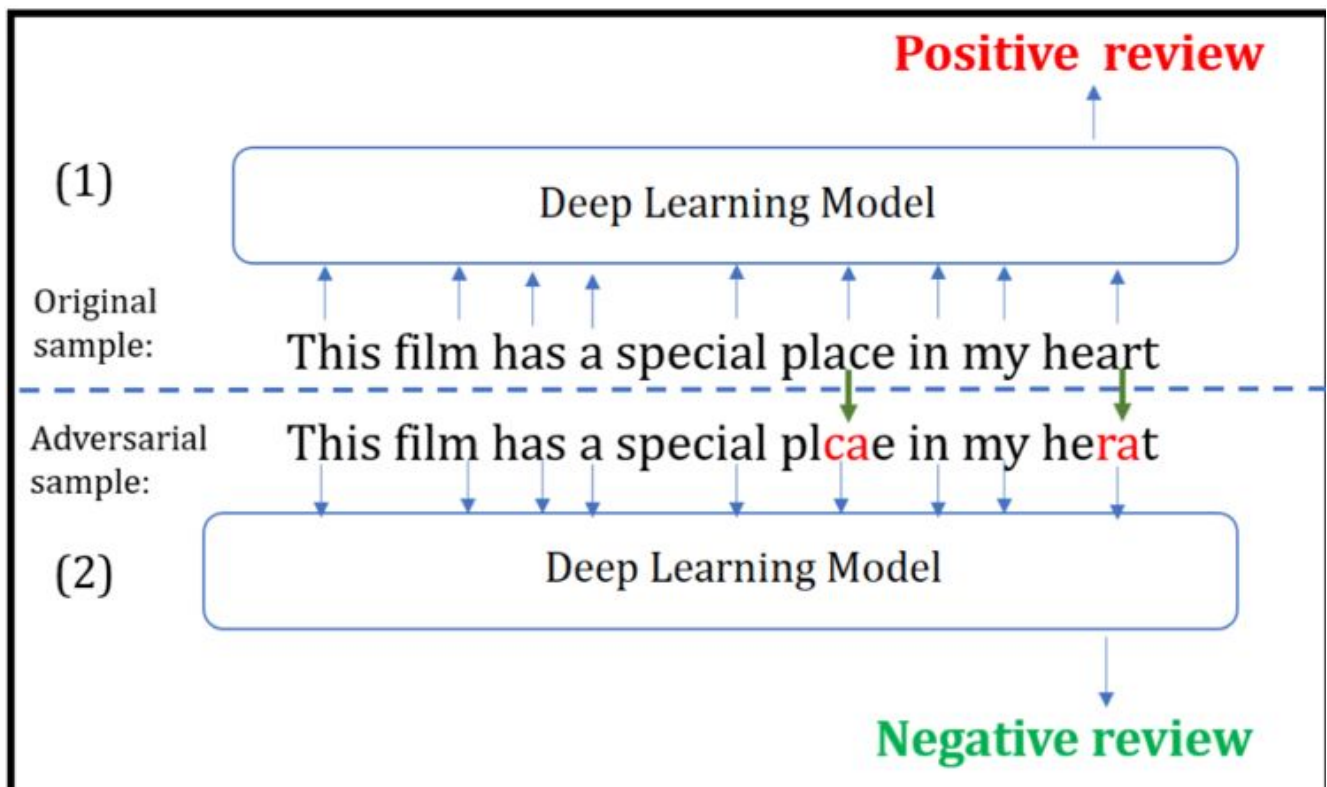 Positive review
(1)
Deep Learning Model
Original
sample:
This film has a special place in my heart
Adversarial
sample:
This film has a special plcae in my herat
(2)
Deep Learning Model
Negative review